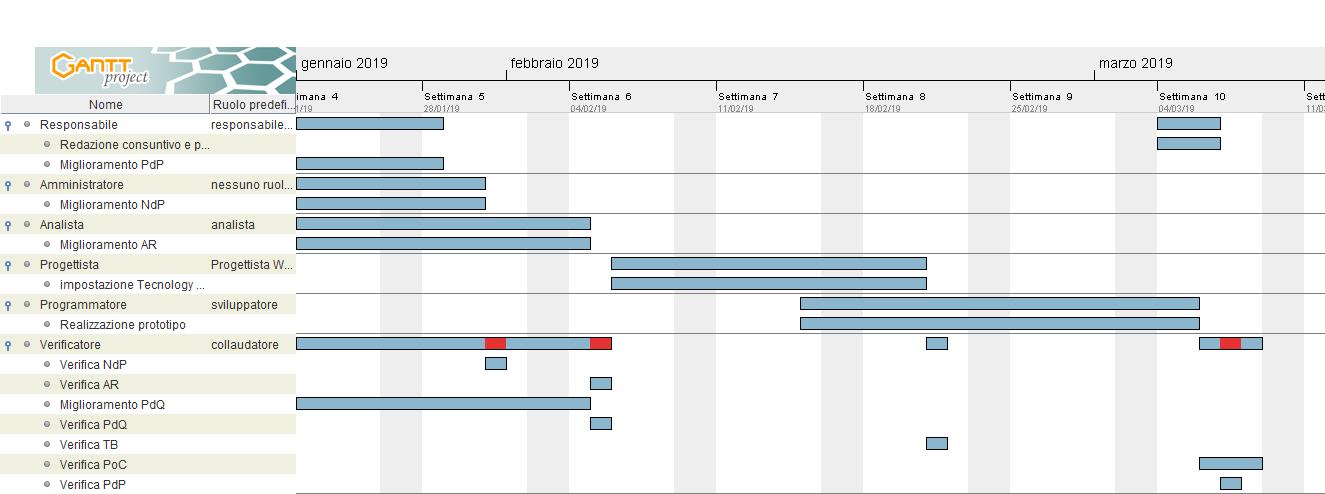 GANTT
project
gennaio 2019
febbraio 2019
marzo 2019
imana 4
Settimana 5
Settimana 6
Settimana 7
Settimana 8
Settimana 9
Settimana 10
Sett
1/19
28/01/19
04/02/19
11/02/19
18/02/19
25/02/19
04/03/19
11/0
Nome
Ruolo predefi...
Responsabile responsabile...
Redazione consuntivo e p...
Miglioramento PdP
Amministratore nessuno ruol...
Miglioramento NdP
Analista analista
Miglioramento AR
Progettista Progettista W...
impostazione Tecnology ...
Programmatore sviluppatore
Realizzazione prototipo
Verificatore collaudatore
Verifica NdP
Verifica AR
Miglioramento PdQ
Verifica PdQ
Verifica TB
Verifica PoC
Verifica PdP